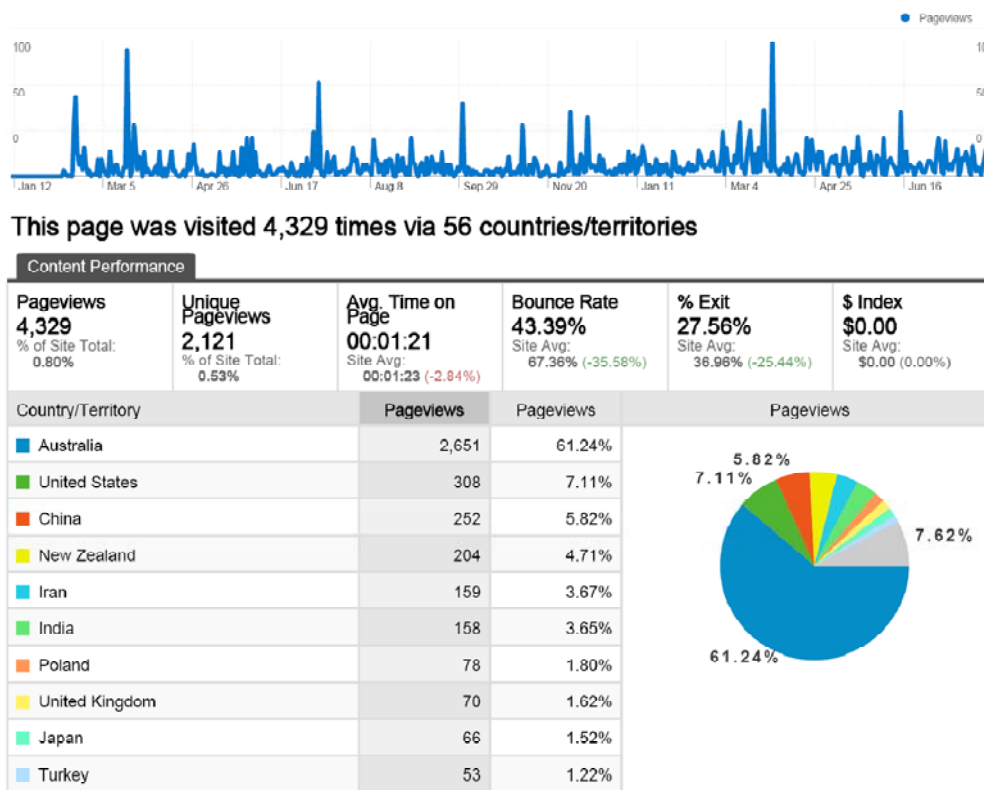 Pageviews
100
10
50
50
0
0
Jan 12 Mar 5 Apr 26 Jun 17 Aug 8 Sep 29 Nov 20 Jan 11 Mar 4 Apr 25 Jun 16
This page was visited 4,329 times via 56 countries/territories
Content Performance
Pageviews
4,329
% of Site Total:
0.80%
Unique
Pageviews
2,121
% of Site Total:
0.53%
Avg. Time on
Page
00:01:21
Site Avg:
00:01:23 (-2.84%)
Bounce Rate
43.39%
Site Avg:
67.36% (-35.58%)
% Exit
27.56%
Site Avg:
36.96% (-25.44%)
$ Index
$0.00
Site Avg:
$0.00 (0.00%)
Country/Territory Pageviews Pageviews Pageviews
Australia 2,651 61.24%
United States 308 7.11%
China 252 5.82%
New Zealand 204 4.71%
Iran 159 3.67%
India 158 3.65%
Poland 78 1.80%
United Kingdom 70 1.62%
Japan 66 1.52%
Turkey 53 1.22%
5.82%
7.11%
7.62%
61.24%